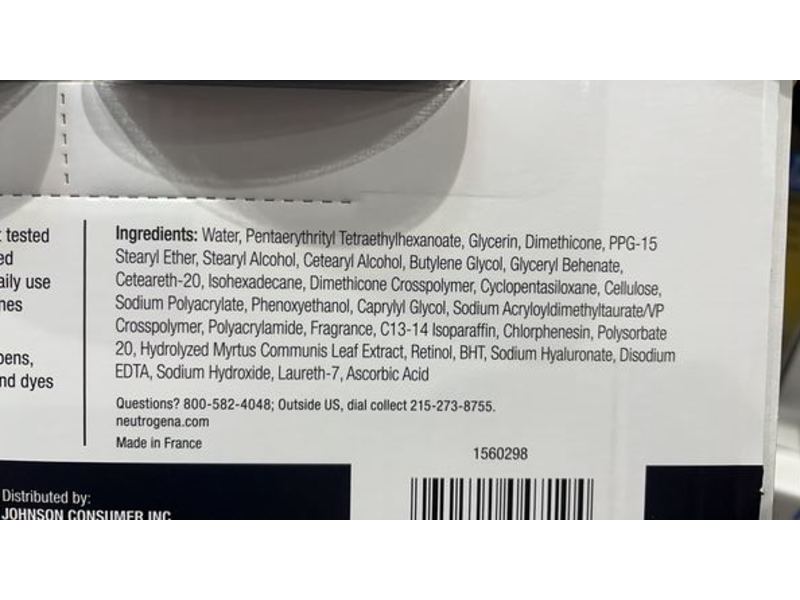 tested
ed
aily use
nes
pens,
nd dyes
Ingredients: Water, Pentaerythrityl Tetraethylhexanoate, Glycerin, Dimethicone, PPG-15
Stearyl Ether, Stearyl Alcohol, Cetearyl Alcohol, Butylene Glycol, Glyceryl Behenate,
Ceteareth-20, Isohexadecane, Dimethicone Crosspolymer, Cyclopentasiloxane, Cellulose,
Sodium Polyacrylate, Phenoxyethanol, Caprylyl Glycol, Sodium Acryloyldimethyltaurate/VP
Crosspolymer, Polyacrylamide, Fragrance, C13-14 Isoparaffin, Chlorphenesin, Polysorbate
20, Hydrolyzed Myrtus Communis Leaf Extract, Retinol, BHT, Sodium Hyaluronate, Disodium
EDTA, Sodium Hydroxide, Laureth-7, Ascorbic Acid
Questions? 800-582-4048; Outside US, dial collect 215-273-8755.
neutrogena.com
Made in France
1560298
Distributed by:
JOHNSON CONSUMER INC.